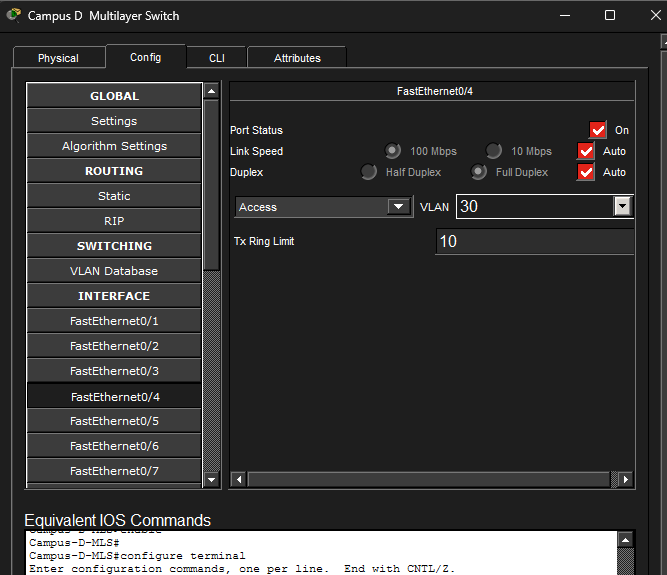 Campus D  Multilayer Switch
Physical
Config
CLI
Attributes
GLOBAL
Settings
Algorithm Settings
ROUTING
Static
RIP
SWITCHING
VLAN Database
INTERFACE
FastEthernet0/1
FastEthernet0/2
FastEthernet0/3
FastEthernet0/4
FastEthernet0/5
FastEthernet0/6
FastEthernet0/7
FastEthernet0/4
Port Status On
Link Speed 100 Mbps 10 Mbps Auto
Duplex Half Duplex Full Duplex Auto
Access VLAN 30
Tx Ring Limit 10
Equivalent IOS Commands
Campus-D-MLS>enable
Campus-D-MLS#
Campus-D-MLS#configure terminal
Enter configuration commands, one per line.  End with CNTL/Z.